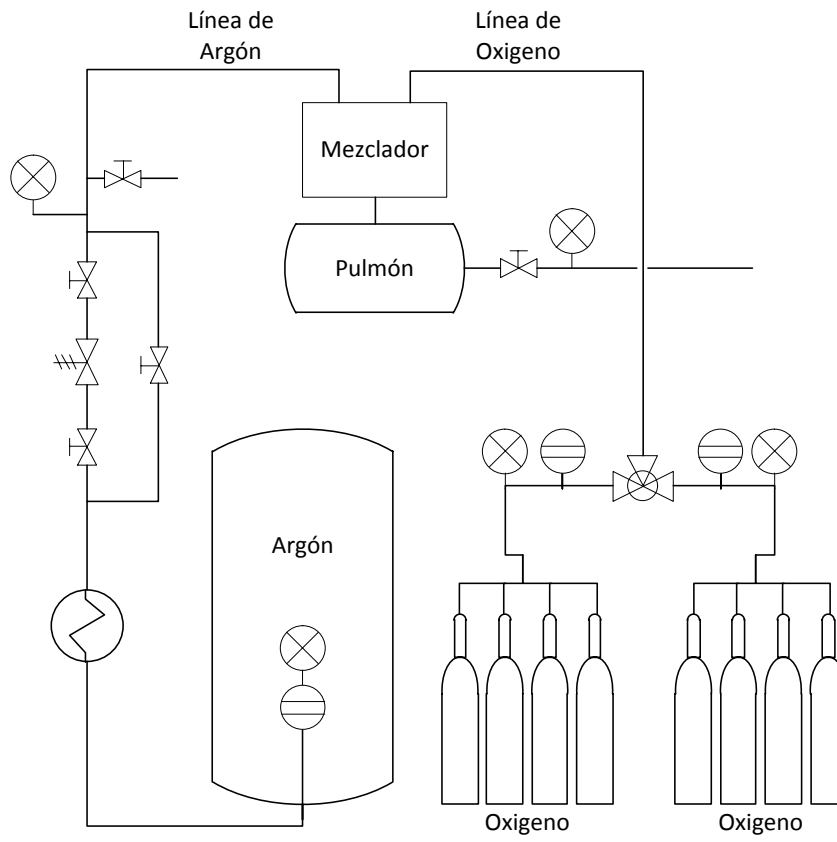 Línea de
Argón
Línea de
Oxigeno
Mezclador
Pulmón
Argón
Oxigeno
Oxigeno